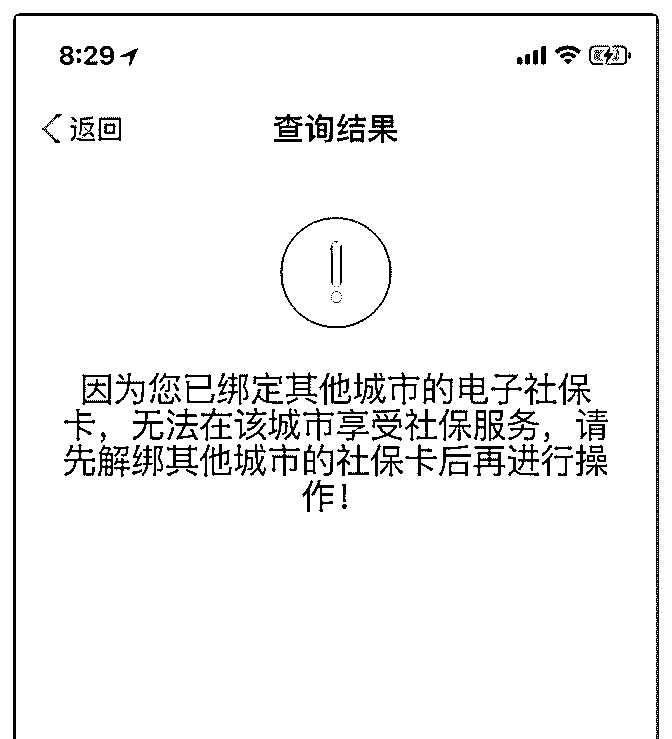 8:29
返回
查询结果
因为您已绑定其他城市的电子社保
卡，无法在该城市享受社保服务，请
先解绑其他城市的社保卡后再进行操
作！